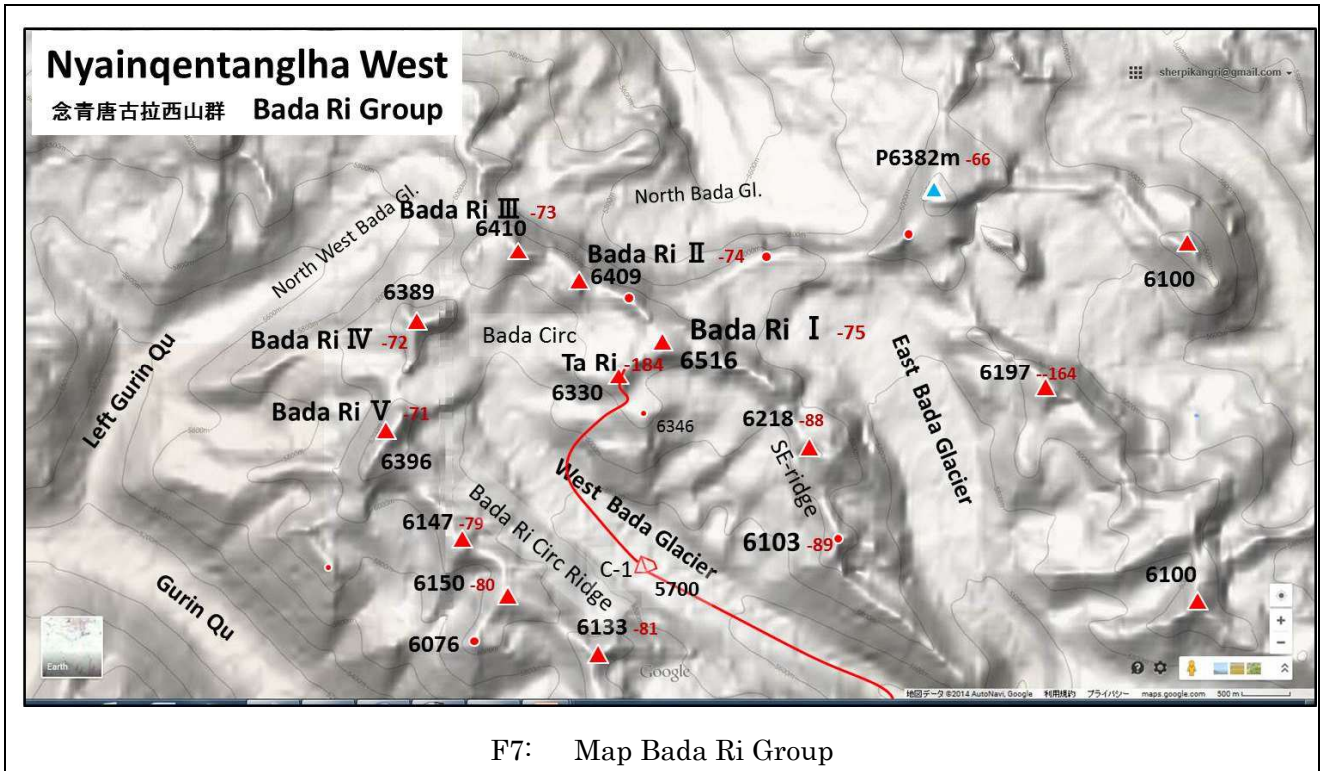 Nyainqentanglha West
念青唐古拉西山群 Bada Ri Group
sherpikangri@gmail.com
P6382m -66
North Bada Gl.
North West Bada Gl.
Bada Ri Ⅲ -73
6410
Bada Ri Ⅱ -74
6409
6100
6389
Bada Ri Ⅳ -72
Bada Circ
Bada Ri Ⅰ -75
6516
Ta Ri -184
6330
6346
Left Gurin Qu
East Bada Glacier
6197 --164
Bada Ri Ⅴ -71
6396
6218 -88
SE-ridge
West Bada Glacier
Bada Ri Circ Ridge
6147 -79
6103 -89
C-1
5700
6150 -80
6100
Gurin Qu
6133 -81
6076
Google
Earth
地図データ ©2014 AutoNavi, Google 利用規約 プライバシー maps.google.com 500 m
F7: Map Bada Ri Group